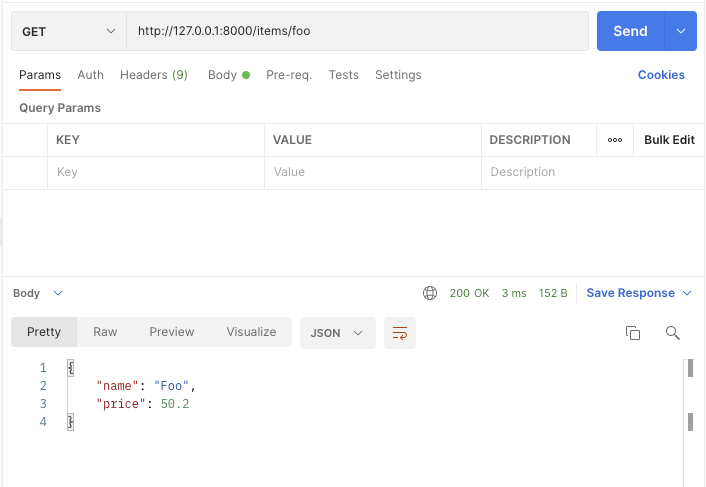 GET http://127.0.0.1:8000/items/foo Send
Params Auth Headers (9) Body Pre-req. Tests Settings Cookies
Query Params
KEY VALUE DESCRIPTION ooo Bulk Edit
Key Value Description
Body 200 OK 3 ms 152 B Save Response
Pretty Raw Preview Visualize JSON
1 {
2 "name": "Foo",
3 "price": 50.2
4 }